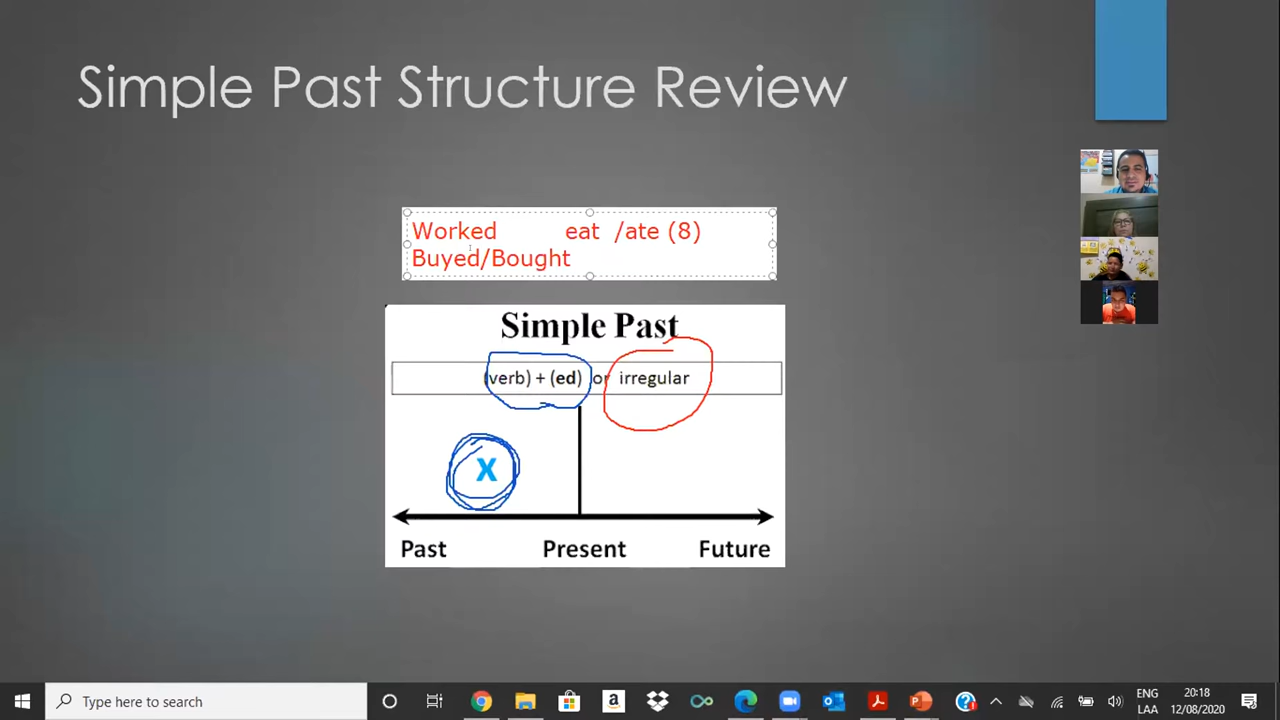 Simple Past Structure Review
Worked eat /ate (8)
Buyed/Bought
Simple Past
(verb) + (ed) or irregular
X
Past Present Future
Type here to search
ENG
LAA
20:18
12/08/2020